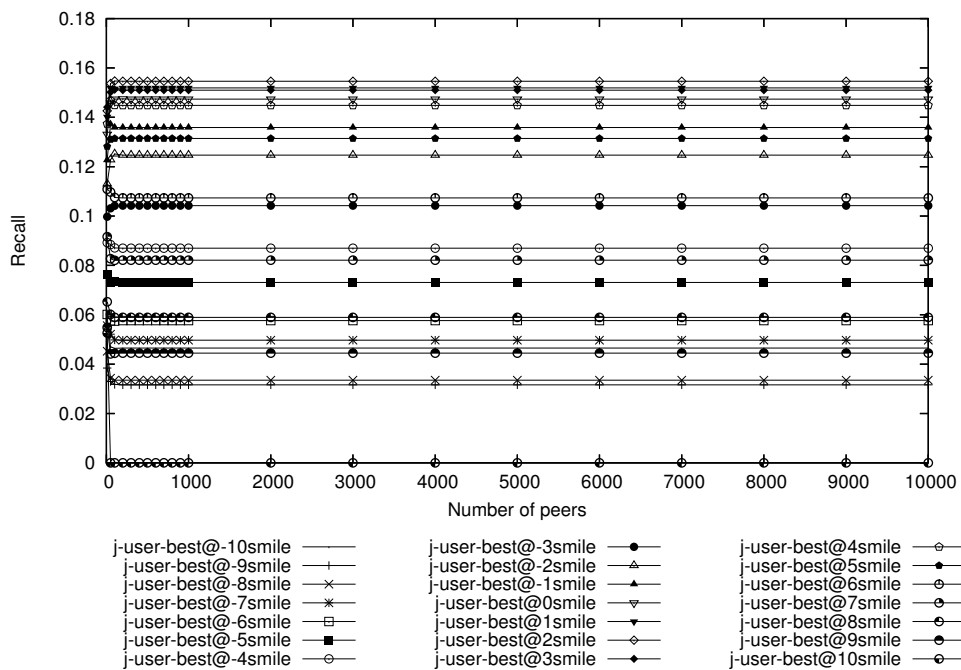 0.18
0.16
0.14
0.12
0.1
0.08
0.06
0.04
0.02
0
Recall
0 1000 2000 3000 4000 5000 6000 7000 8000 9000 10000
Number of peers
j-user-best@-10smile
j-user-best@-9smile
j-user-best@-8smile
j-user-best@-7smile
j-user-best@-6smile
j-user-best@-5smile
j-user-best@-4smile
j-user-best@-3smile
j-user-best@-2smile
j-user-best@-1smile
j-user-best@0smile
j-user-best@1smile
j-user-best@2smile
j-user-best@3smile
j-user-best@4smile
j-user-best@5smile
j-user-best@6smile
j-user-best@7smile
j-user-best@8smile
j-user-best@9smile
j-user-best@10smile